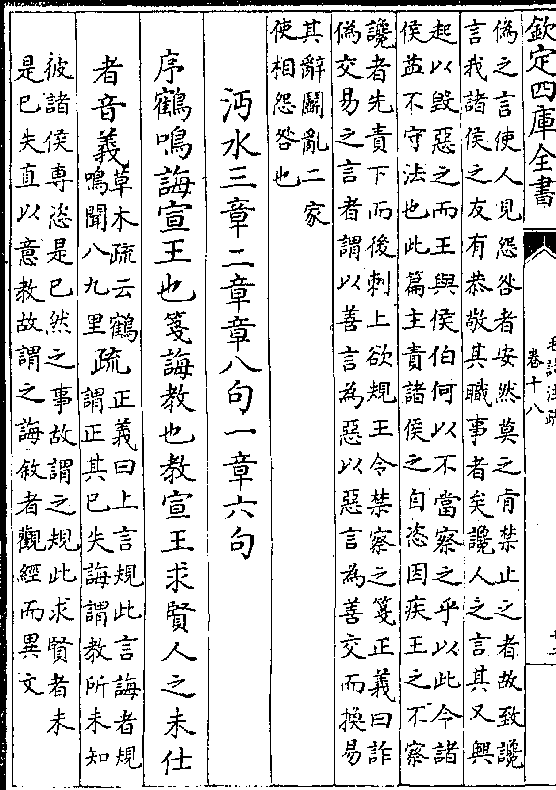 欽定四庫全書
卷十八
偽之言使人見怨咎者安然莫之肯禁止之者故致讒
言我諸侯之友有恭敬其職事者矣讒人之言其又興
起以毀惡之而王與侯伯何以不當察之乎以此今諸
侯益不守法也此篇主責諸侯之自恣因疾王之不察
讒者先責下而後刺上欲規王令禁察之箋正義曰詐
偽交易之言者謂以善言為惡以惡言為善交而換易
其辭鬬亂二家
使相怨咎也
沔水三章二章章八句一章六句
序鶴鳴誨宣王也箋誨教也教宣王求賢人之未仕
者音義草木疏云鶴鳴聞八九里疏正義曰上言規此言誨者規謂正其已失誨謂教所未知
彼諸侯專恣是已然之事故謂之規此求賢者未
是已失直以意教故謂之誨敘者觀經而異文